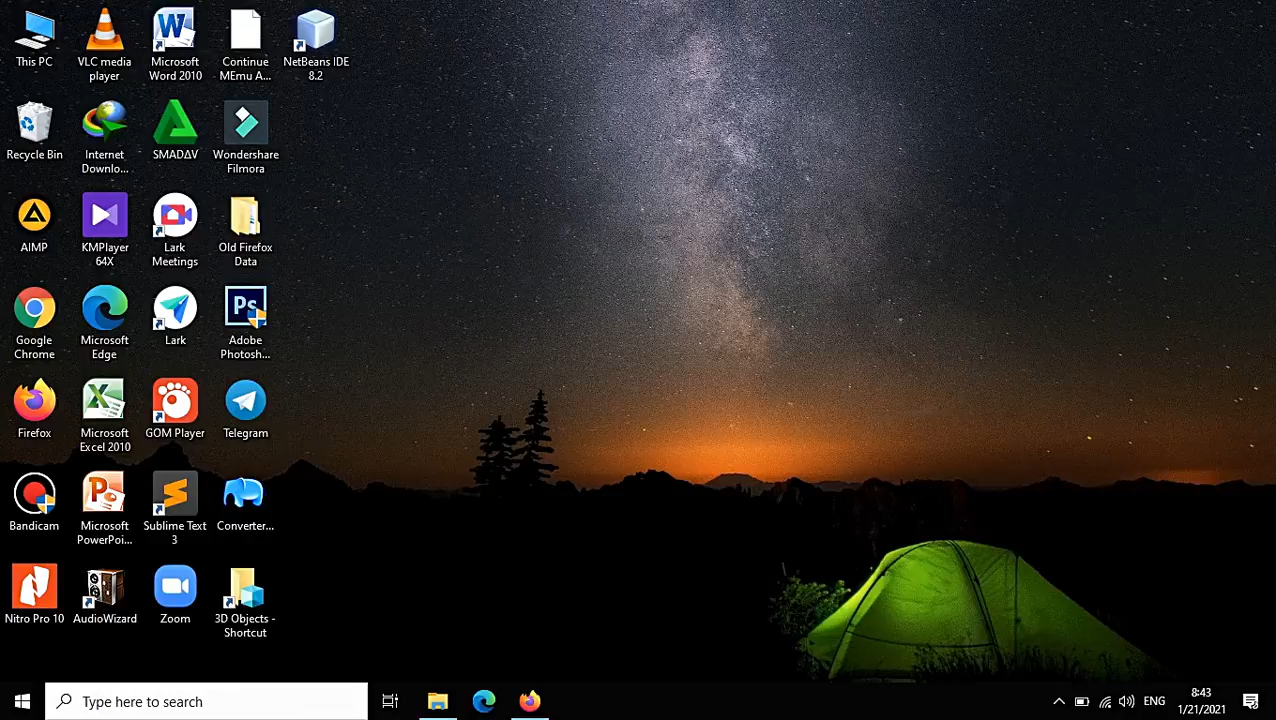 This PC
VLC media
player
Microsoft
Word 2010
Continue
MEmu A...
NetBeans IDE
8.2
Recycle Bin
Internet
Downlo...
SMADΔV
Wondershare
Filmora
AIMP
KMPlayer
64X
Lark
Meetings
Old Firefox
Data
Google
Chrome
Microsoft
Edge
Lark
Ps
Adobe
Photosh...
Firefox
Microsoft
Excel 2010
GOM Player
Telegram
Bandicam
Microsoft
PowerPoi...
Sublime Text
3
Converter...
Nitro Pro 10
AudioWizard
Zoom
3D Objects -
Shortcut
Type here to search
ENG
8:43
1/21/2021